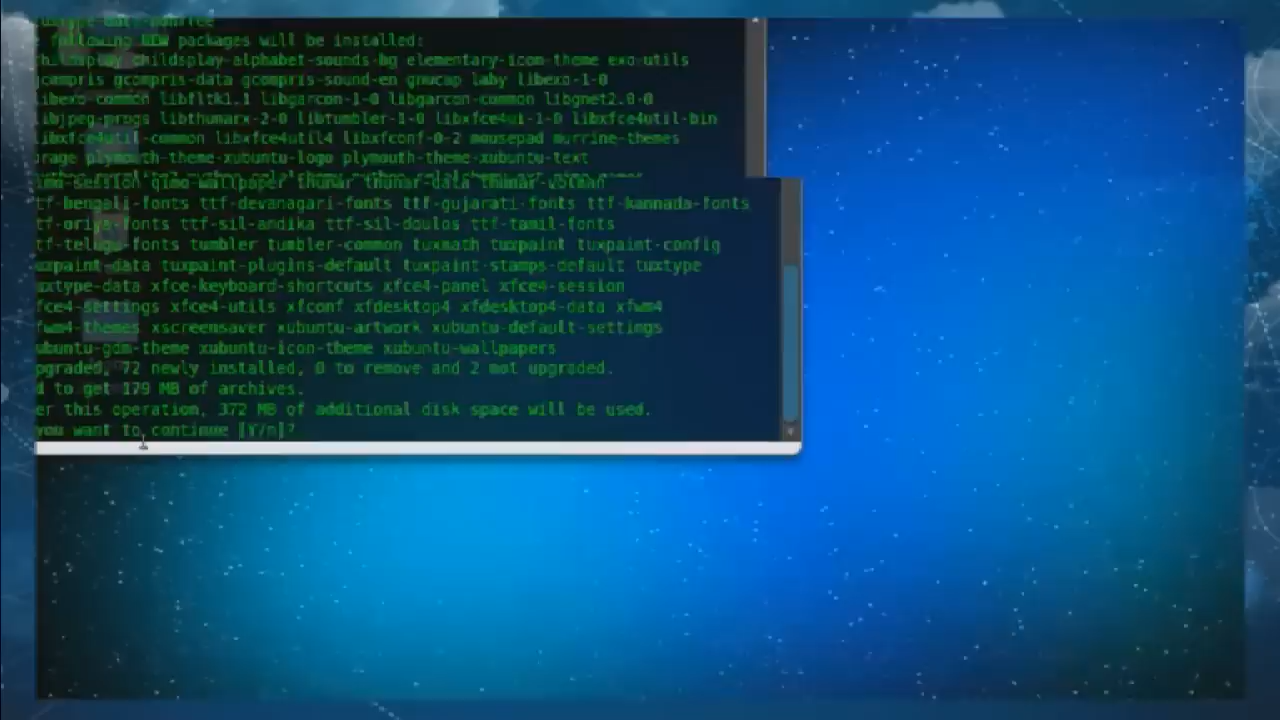 following NEW packages will be installed:
childsplay childsplay-alphabet-sounds-bg elementary-icon-theme exo-utils
gcompris gcompris-data gcompris-sound-en gnucap laby libexo-1-0
libexo-common libfltk1.1 libgarcon-1-0 libgarcon-common libgnet2.0-0
libjpeg-progs libthunarx-2-0 libtumbler-1-0 libxfce4ui-1-0 libxfce4util-bin
libxfce4util-common libxfce4util4 libxfconf-0-2 mousepad murrine-themes
orage plymouth-theme-xubuntu-logo plymouth-theme-xubuntu-text
imo-session qimo-wallpaper thunar thunar-data thunar-volman
tf-bengali-fonts ttf-devanagari-fonts ttf-gujarati-fonts ttf-kannada-fonts
tf-oriya-fonts ttf-sil-andika ttf-sil-doulos ttf-tamil-fonts
tf-telugu-fonts tumbler tumbler-common tuxmath tuxpaint tuxpaint-config
uxpaint-data tuxpaint-plugins-default tuxpaint-stamps-default tuxtype
uxtype-data xfce-keyboard-shortcuts xfce4-panel xfce4-session
fce4-settings xfce4-utils xfconf xfdesktop4 xfdesktop4-data xfwm4
fwm4-themes xscreensaver xubuntu-artwork xubuntu-default-settings
ubuntu-gdm-theme xubuntu-icon-theme xubuntu-wallpapers
pgraded, 72 newly installed, 0 to remove and 2 not upgraded.
d to get 179 MB of archives.
er this operation, 372 MB of additional disk space will be used.
you want to continue [Y/n]?